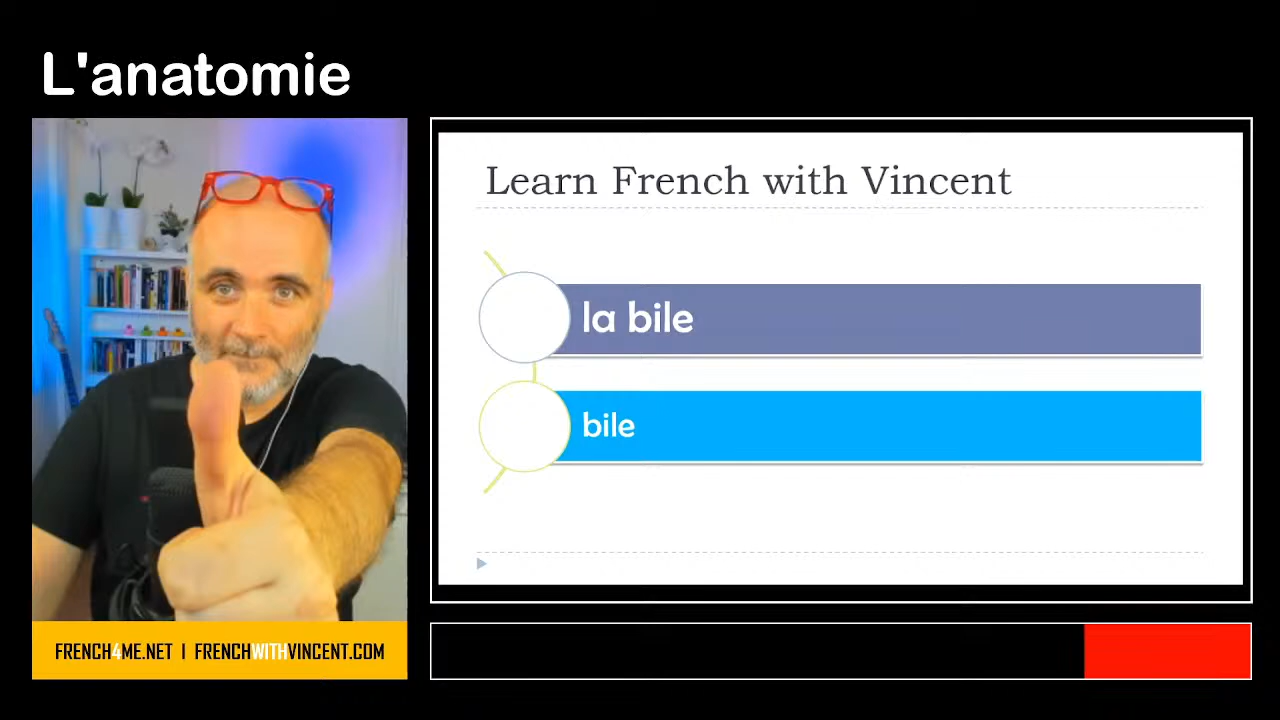 L'anatomie
Learn French with Vincent
la bile
bile
FRENCH4ME.NET | FRENCHWITHVINCENT.COM